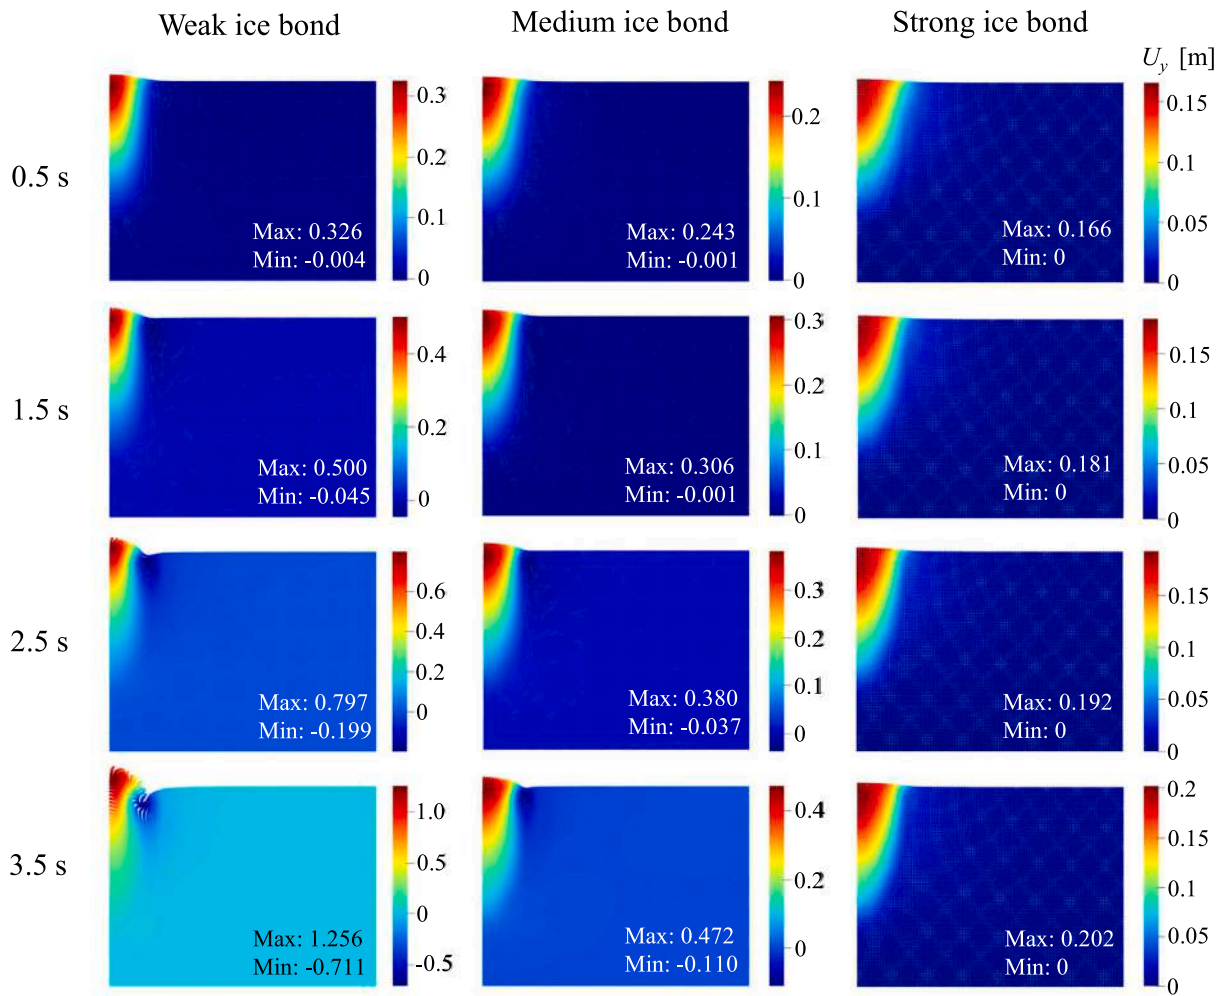 Weak ice bond Medium ice bond Strong ice bond
U_y [m]
0.5 s
0.3
0.2
0.1
0
Max: 0.326
Min: -0.004
0.2
0.1
0
Max: 0.243
Min: -0.001
0.15
0.1
0.05
0
Max: 0.166
Min: 0
1.5 s
0.4
0.2
0
Max: 0.500
Min: -0.045
0.3
0.2
0.1
0
Max: 0.306
Min: -0.001
0.15
0.1
0.05
0
Max: 0.181
Min: 0
2.5 s
0.6
0.4
0.2
0
Max: 0.797
Min: -0.199
0.3
0.2
0.1
0
Max: 0.380
Min: -0.037
0.15
0.1
0.05
0
Max: 0.192
Min: 0
3.5 s
1.0
0.5
0
-0.5
Max: 1.256
Min: -0.711
0.4
0.2
0
Max: 0.472
Min: -0.110
0.2
0.15
0.1
0.05
0
Max: 0.202
Min: 0